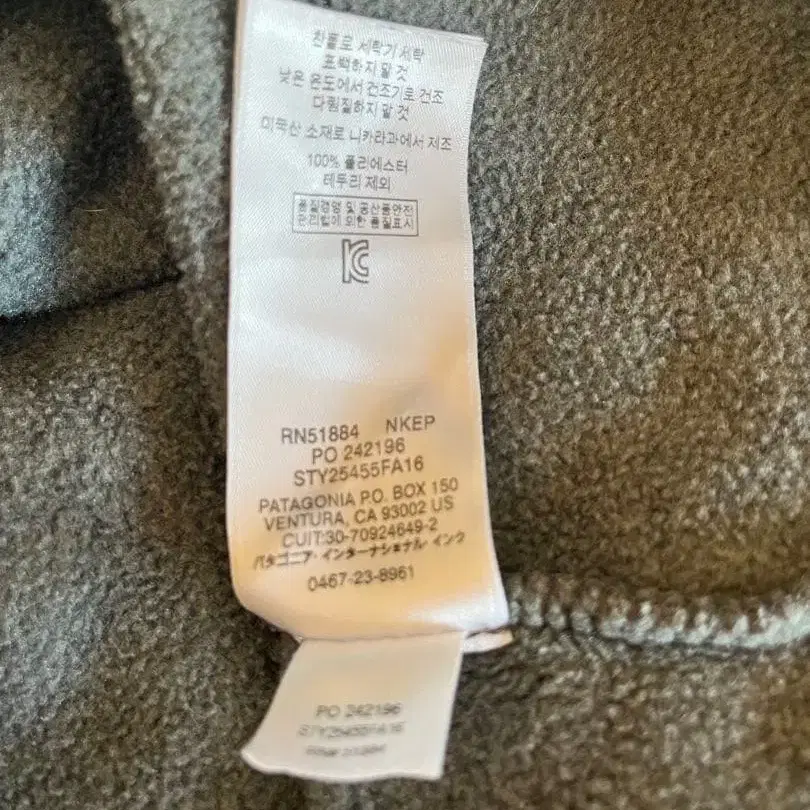 찬물로 세탁기 세탁
표백하지 말 것
낮은 온도에서 건조기로 건조
다림질하지 말 것
미국산 소재로 니카라과에서 제조
100% 폴리에스터
테두리 제외
품질경영 및 공산품안전
관리법에 의한 품질표시
KC
RN51884 NKEP
PO 242196
STY25455FA16
PATAGONIA P.O. BOX 150
VENTURA, CA 93002 US
CUIT:30-70924649-2
パタゴニア・インターナショナル・インク
0467-23-8961
PO 242196
STY25455FA16